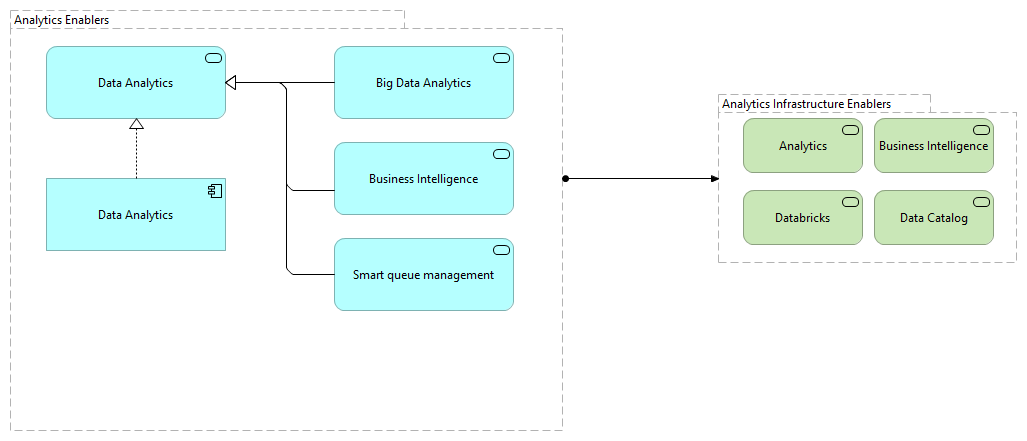 Analytics Enablers
Data Analytics
Big Data Analytics
Business Intelligence
Data Analytics
Smart queue management
Analytics Infrastructure Enablers
Analytics
Business Intelligence
Databricks
Data Catalog